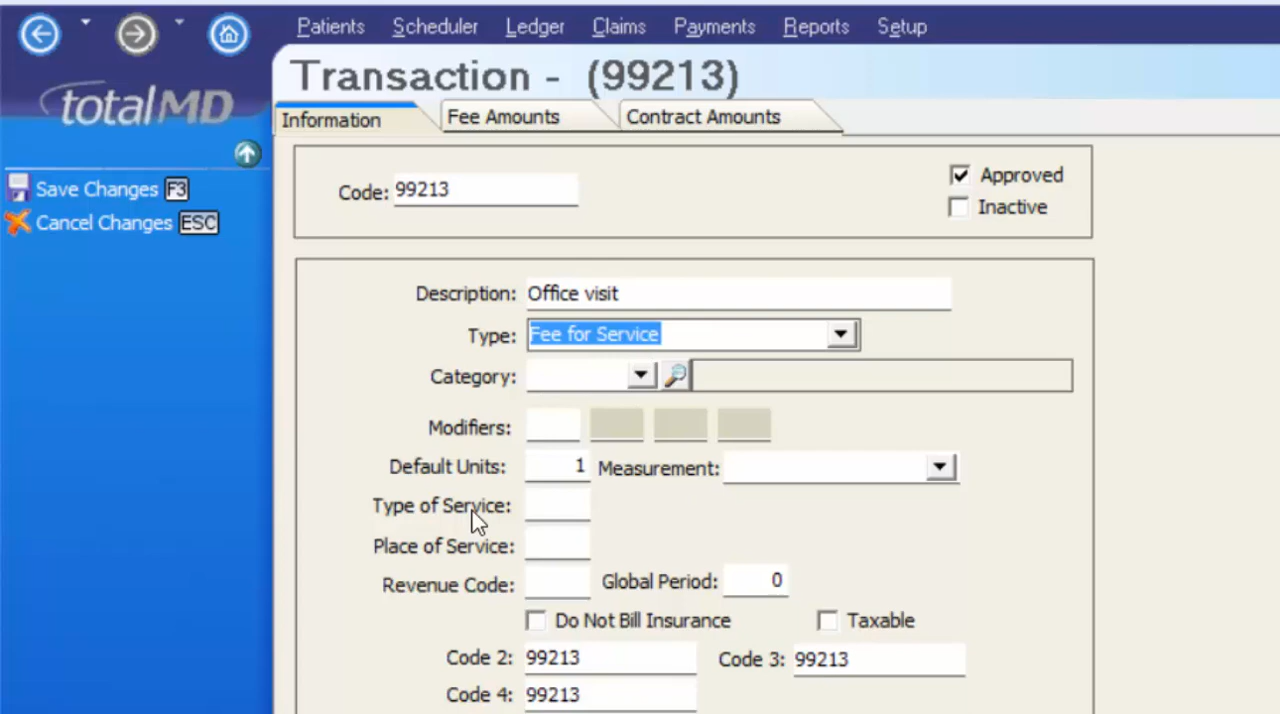 Patients Scheduler Ledger Claims Payments Reports Setup
totalMD
Transaction - (99213)
Information Fee Amounts Contract Amounts
Save Changes F3
Cancel Changes ESC
Code: 99213
Approved
Inactive
Description: Office visit
Type: Fee for Service
Category:
Modifiers:
Default Units: 1 Measurement:
Type of Service:
Place of Service:
Revenue Code: Global Period: 0
Do Not Bill Insurance Taxable
Code 2: 99213 Code 3: 99213
Code 4: 99213